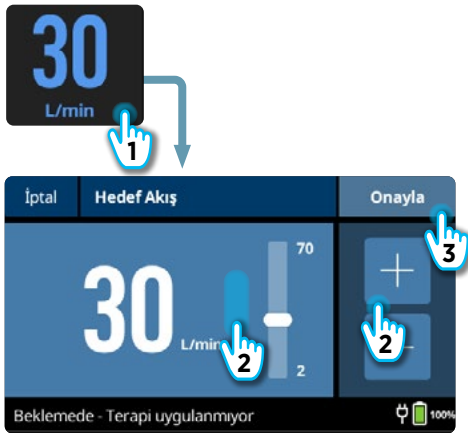 30
L/min
1
İptal
Hedef Akış
Onayla
3
70
30
L/min
2
2
2
Beklemede - Terapi uygulanmıyor
100%